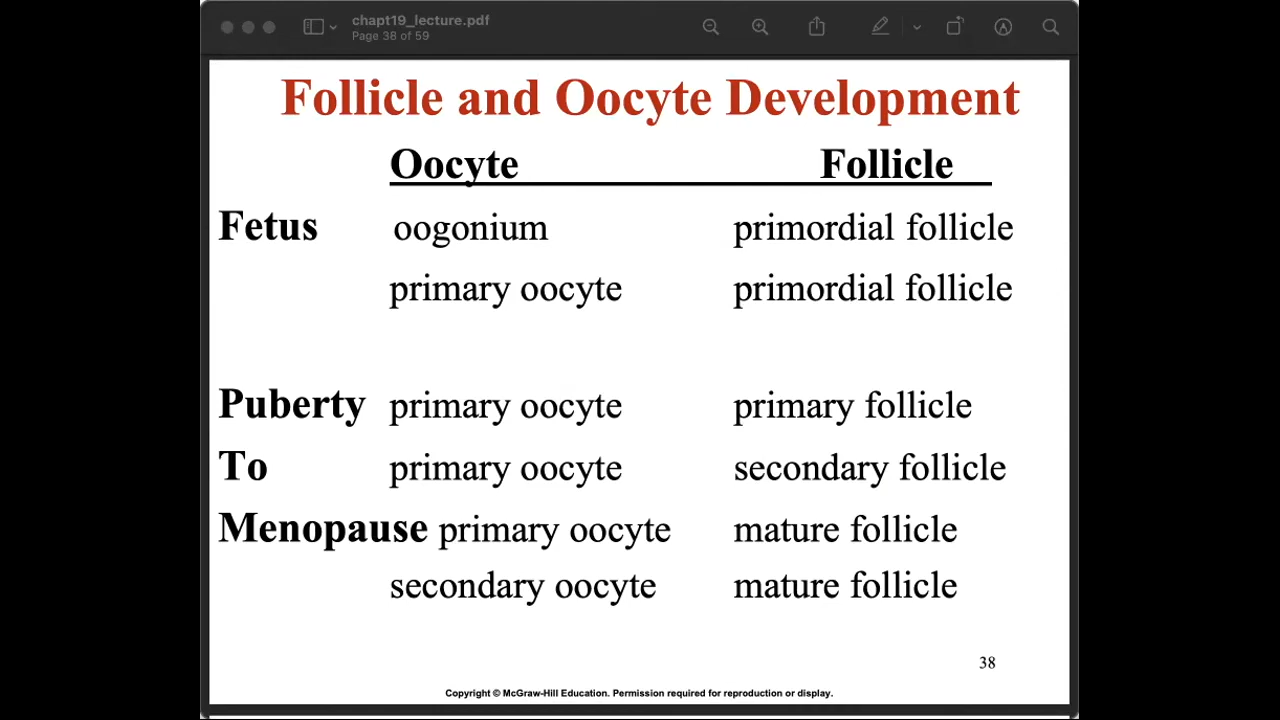 chapt19_lecture.pdf
Page 38 of 59
Follicle and Oocyte Development
Oocyte Follicle
Fetus oogonium primordial follicle
primary oocyte primordial follicle
Puberty primary oocyte primary follicle
To primary oocyte secondary follicle
Menopause primary oocyte mature follicle
secondary oocyte mature follicle
38
Copyright © McGraw-Hill Education. Permission required for reproduction or display.